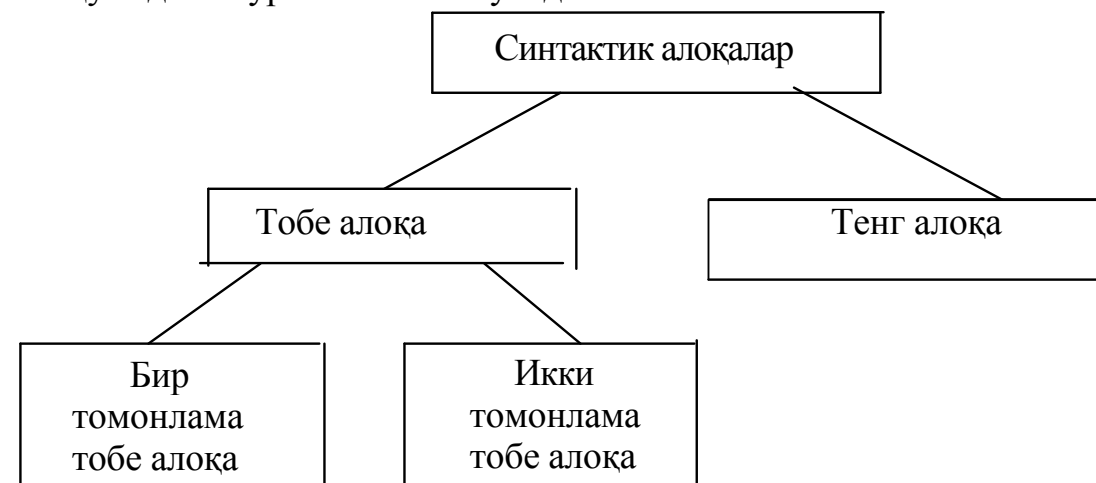 Синтактик алоқалар
Тобе алоқа
Тенг алоқа
Бир
томонлама
тобе алоқа
Икки
томонлама
тобе алоқа